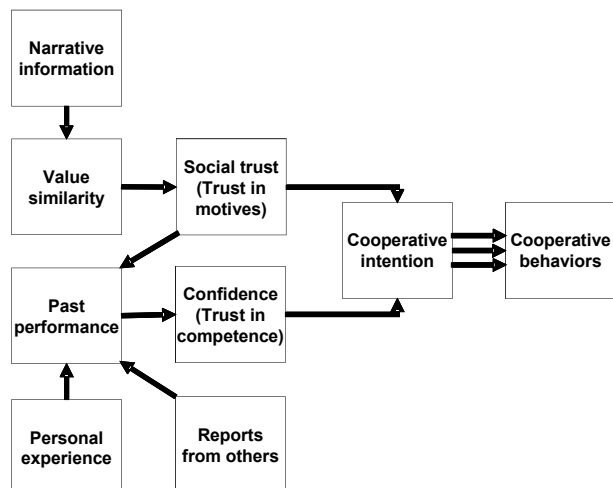 Narrative
information
Value
similarity
Social trust
(Trust in
motives)
Cooperative
intention
Cooperative
behaviors
Past
performance
Confidence
(Trust in
competence)
Personal
experience
Reports
from others